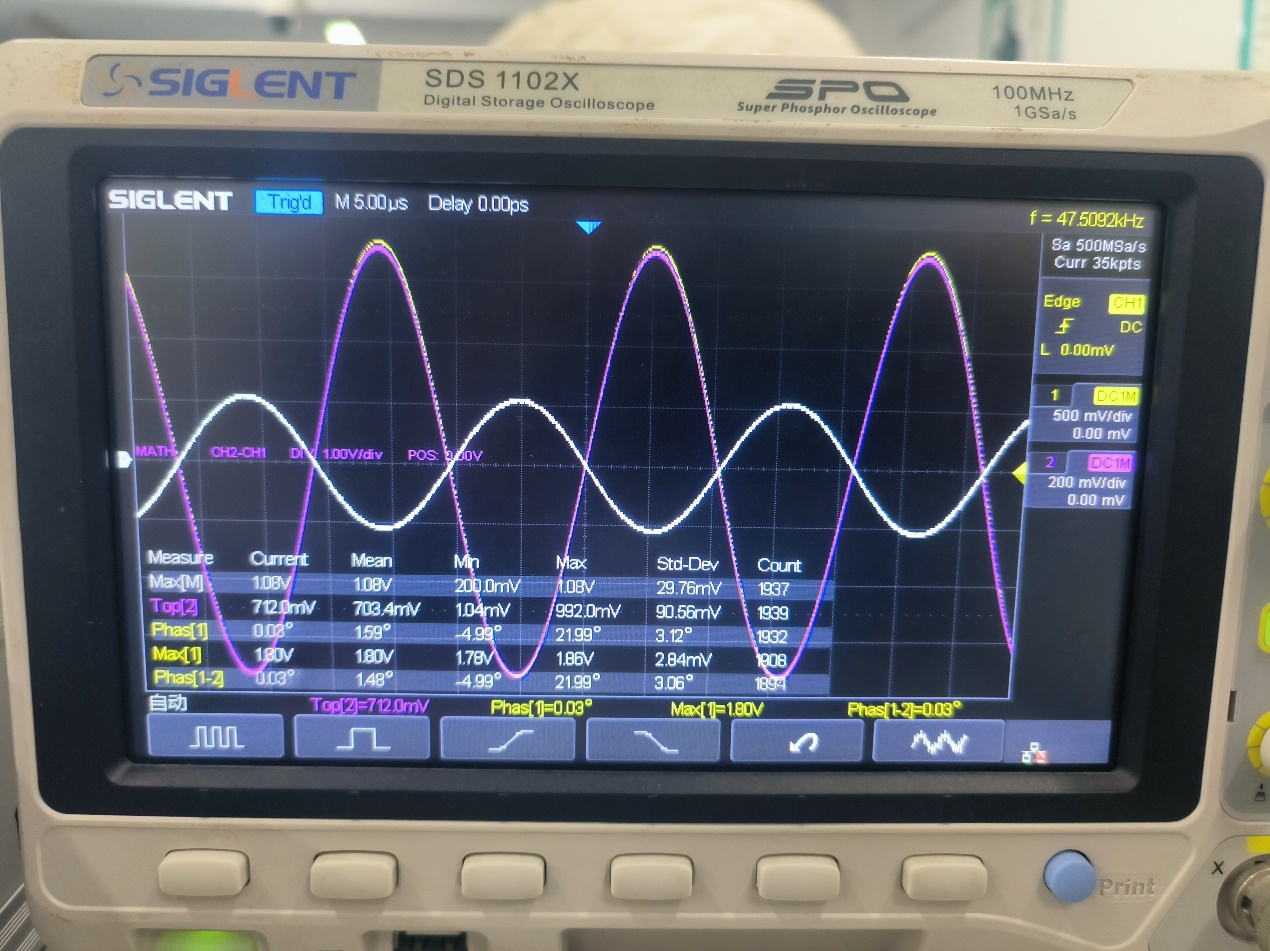 SIGLENT
SDS 1102X
Digital Storage Oscilloscope
SPO
Super Phosphor Oscilloscope
100MHz
1GSa/s
SIGLENT Trig'd M 5.00µs Delay 0.00ps
f = 47.5092kHz
Sa 500MSa/s
Curr 35kpts
Edge CH1
DC
L 0.00mV
1 DC1M
500 mV/div
0.00 mV
2 DC1M
200 mV/div
0.00 mV
MATH CH2-CH1 DIV 1.00V/div POS: 0.00V
Measure Current Mean Min Max Std-Dev Count
Max[M] 1.08V 1.08V 200.0mV 1.08V 29.76mV 1937
Top[2] 712.0mV 703.4mV 1.04mV 992.0mV 90.56mV 1939
Phas[1] 0.03° 1.59° -4.99° 21.99° 3.12° 1932
Max[1] 1.80V 1.80V 1.78V 1.86V 2.84mV 1908
Phas[1-2] 0.03° 1.48° -4.99° 21.99° 3.06° 1894
自动 Top[2]=712.0mV Phas[1]=0.03° Max[1]=1.80V Phas[1-2]=0.03°
Print
X